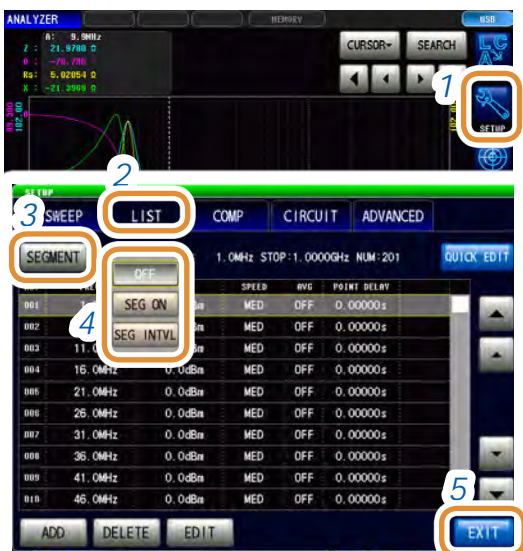 ANALYZER MEMORY USB
A: 9.9MHz
Z : 21.9780 Ω
θ :
Rs: 5.02054 Ω
X : -21.3969 Ω
CURSOR SEARCH
LC
A
1
SETUP
102.00
2
SETUP
3 SWEEP LIST COMP CIRCUIT ADVANCED
SEGMENT OFF 1.0MHz STOP:1.0000GHz NUM:201 QUICK EDIT
SPEED AVG POINT DELAY
001 MED OFF 0.00000s
SEG ON
4
002 MED OFF 0.00000s
SEG INTVL
003 11.0 MED OFF 0.00000s
004 16.0MHz 0.0dBm MED OFF 0.00000s
005 21.0MHz 0.0dBm MED OFF 0.00000s
006 26.0MHz 0.0dBm MED OFF 0.00000s
007 31.0MHz 0.0dBm MED OFF 0.00000s
008 36.0MHz 0.0dBm MED OFF 0.00000s
009 41.0MHz 0.0dBm MED OFF 0.00000s
010 46.0MHz 0.0dBm MED OFF 0.00000s
5
ADD DELETE EDIT EXIT